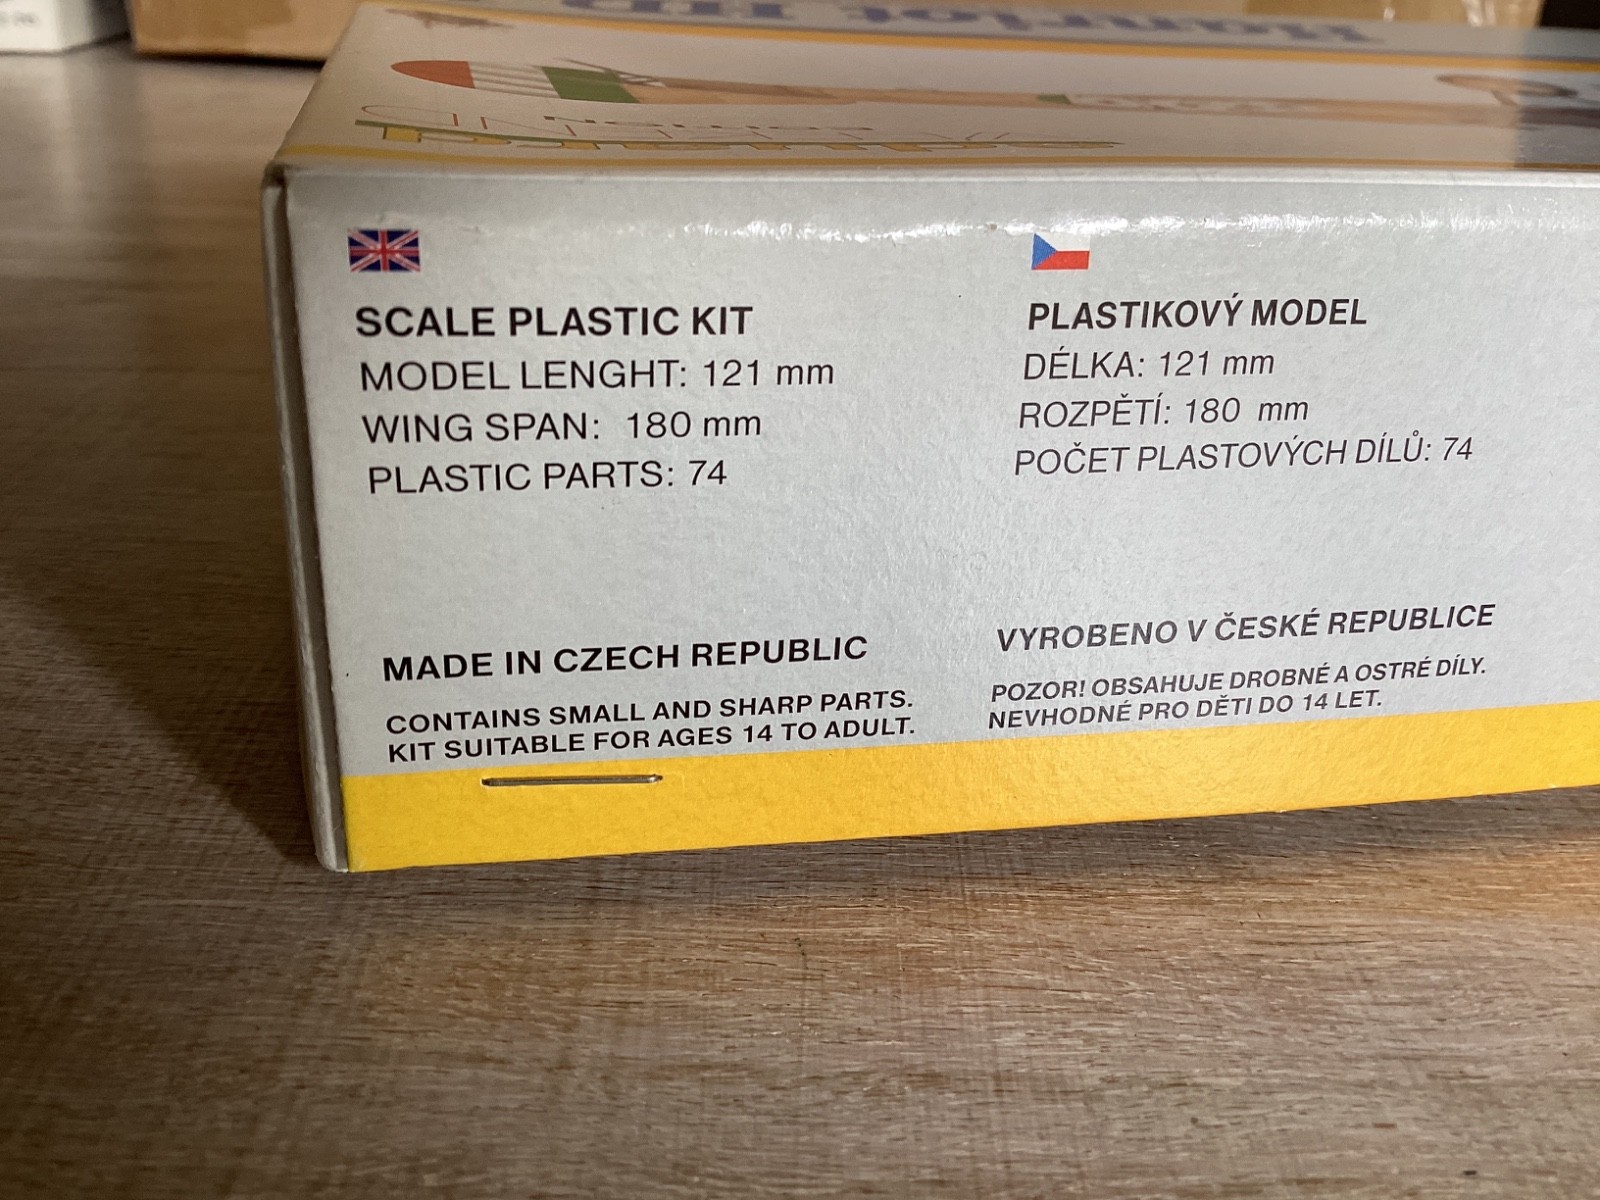 Hanriot HD
SCALE PLASTIC KIT
MODEL LENGHT: 121 mm
WING SPAN: 180 mm
PLASTIC PARTS: 74
MADE IN CZECH REPUBLIC
CONTAINS SMALL AND SHARP PARTS.
KIT SUITABLE FOR AGES 14 TO ADULT.
PLASTIKOVÝ MODEL
DÉLKA: 121 mm
ROZPĚTÍ: 180 mm
POČET PLASTOVÝCH DÍLŮ: 74
VYROBENO V ČESKÉ REPUBLICE
POZOR! OBSAHUJE DROBNÉ A OSTRÉ DÍLY.
NEVHODNÉ PRO DĚTI DO 14 LET.